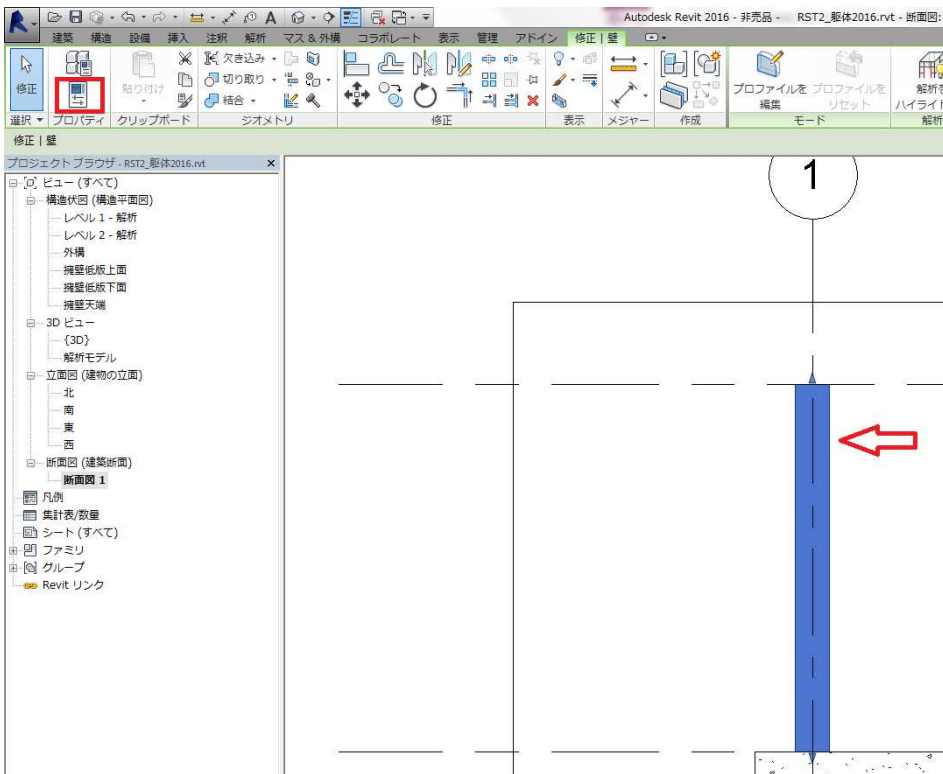 Autodesk Revit 2016 - 非売品 - RST2_躯体2016.rvt - 断面図:
建築 構造 設備 挿入 注釈 解析 マス & 外構 コラボレート 表示 管理 アドイン 修正 | 壁
修正
貼り付け
欠き込み
切り取り
結合
プロファイルを編集
プロファイルをリセット
解析を
ハイライト
選択 プロパティ クリップボード ジオメトリ 修正 表示 メジャー 作成 モード 解析
修正 | 壁
プロジェクト ブラウザ - RST2_躯体2016.rvt
ビュー (すべて)
構造伏図 (構造平面図)
レベル 1 - 解析
レベル 2 - 解析
外構
擁壁低版上面
擁壁低版下面
擁壁天端
3D ビュー
{3D}
解析モデル
立面図 (建物の立面)
北
南
東
西
断面図 (建築断面)
断面図 1
凡例
集計表/数量
シート (すべて)
ファミリ
グループ
Revit リンク
1